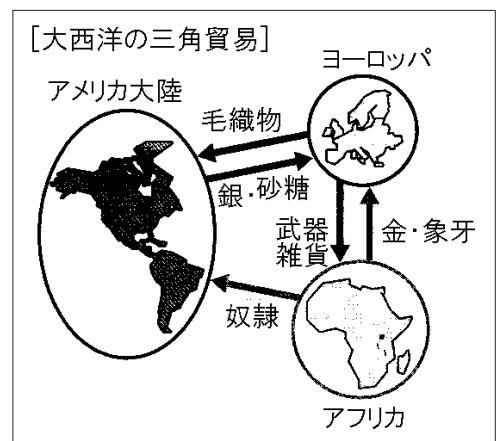 [大西洋の三角貿易]
ヨーロッパ
アメリカ大陸
毛織物
銀・砂糖
武器
雑貨
金・象牙
奴隷
アフリカ